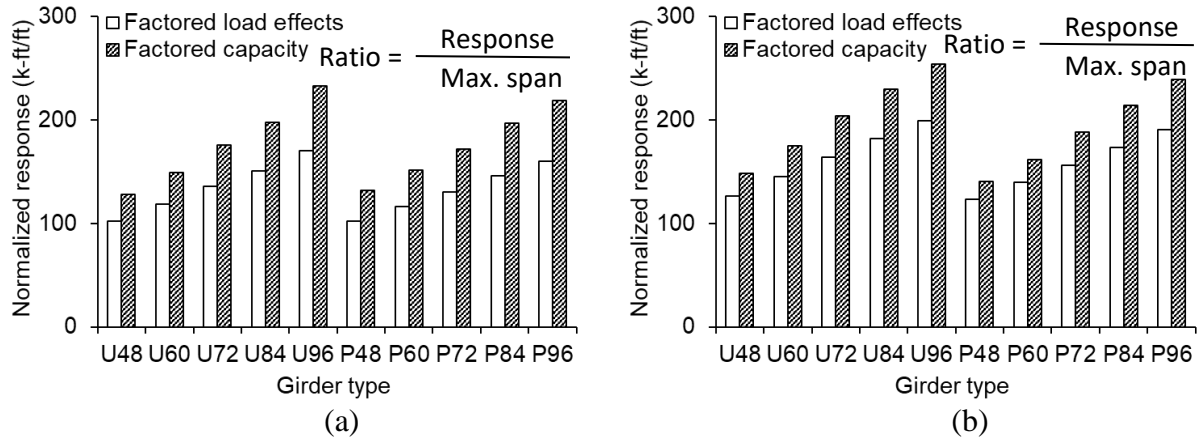 300
200
100
0
Normalized response (k-ft/ft)
Factored load effects
Factored capacity
Ratio = Response
Max. span
U48 U60 U72 U84 U96 P48 P60 P72 P84 P96
Girder type
(a)
300
200
100
0
Normalized response (k-ft/ft)
Factored load effects
Factored capacity
Ratio = Response
Max. span
U48 U60 U72 U84 U96 P48 P60 P72 P84 P96
Girder type
(b)